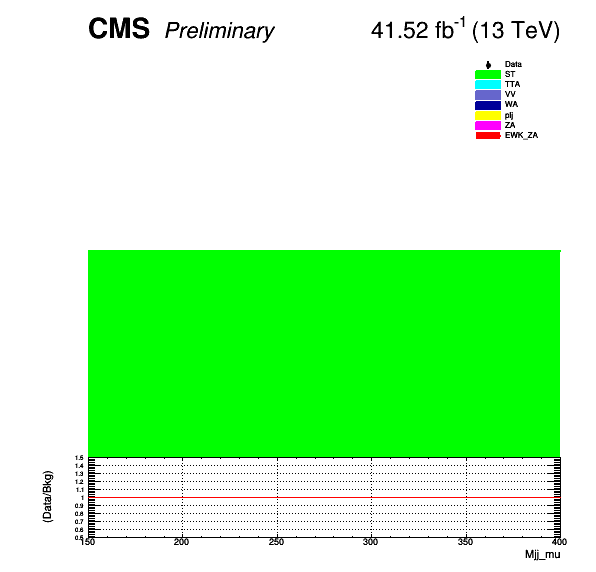 CMS Preliminary 41.52 fb-1 (13 TeV)
Data
ST
TTA
VV
WA
plj
ZA
EWK_ZA
(Data/Bkg)
1.5
1.4
1.3
1.2
1.1
1
0.9
0.8
0.7
0.6
0.5
150 200 250 300 350 400
Mjj_mu